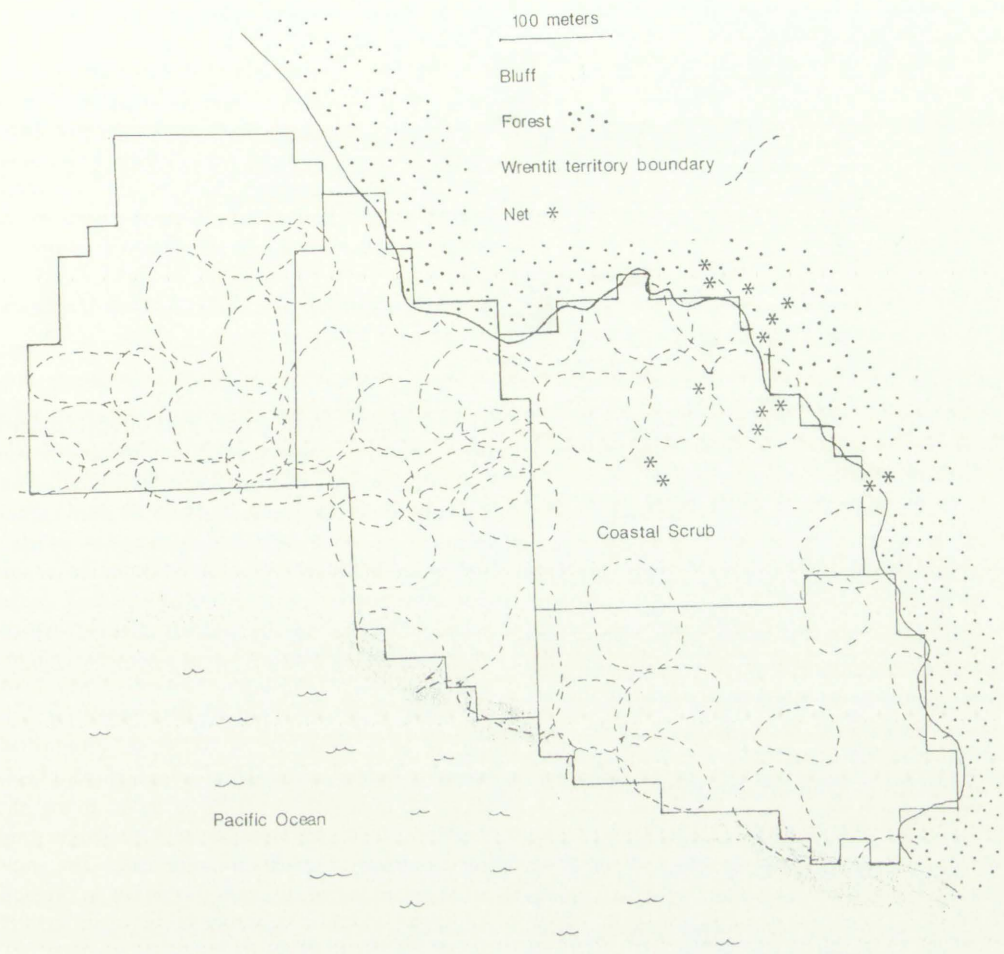 100 meters
Bluff
Forest
Wrentit territory boundary
Net *
Coastal Scrub
Pacific Ocean